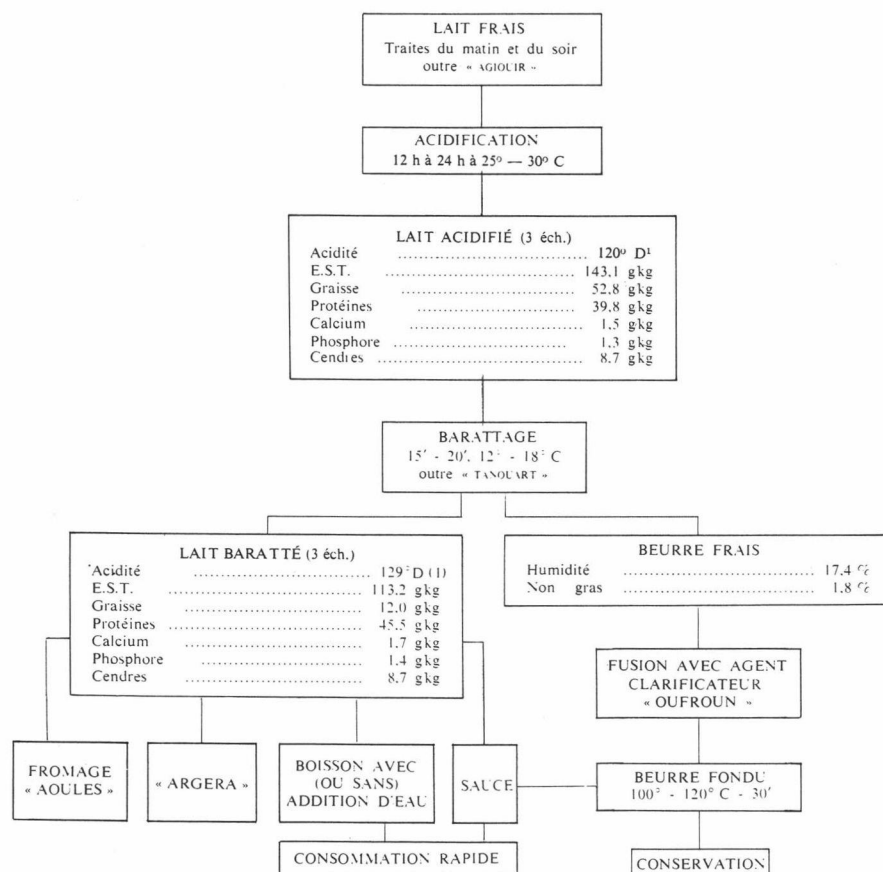 LAIT FRAIS
Traites du matin et du soir
outre « AGIOUIR »
ACIDIFICATION
12 h à 24 h à 25° — 30° C
LAIT ACIDIFIÉ (3 éch.)
Acidité ........ 120° D¹
E.S.T. ........ 143.1 gkg
Graisse ........ 52.8 gkg
Protéines ........ 39.8 gkg
Calcium ........ 1.5 gkg
Phosphore ........ 1.3 gkg
Cendres ........ 8.7 gkg
BARATTAGE
15′ - 20′. 12° - 18° C
outre « TANOUART »
LAIT BARATTÉ (3 éch.)
Acidité ........ 129° D (1)
E.S.T. ........ 113.2 gkg
Graisse ........ 12.0 gkg
Protéines ........ 45.5 gkg
Calcium ........ 1.7 gkg
Phosphore ........ 1.4 gkg
Cendres ........ 8.7 gkg
BEURRE FRAIS
Humidité ........ 17.4 %
Non gras ........ 1.8 %
FUSION AVEC AGENT
CLARIFICATEUR
« OUFROUN »
FROMAGE
« AOULES »
« ARGERA »
BOISSON AVEC
(OU SANS)
ADDITION D'EAU
SAUCE
BEURRE FONDU
100° - 120° C - 30′
CONSOMMATION RAPIDE
CONSERVATION